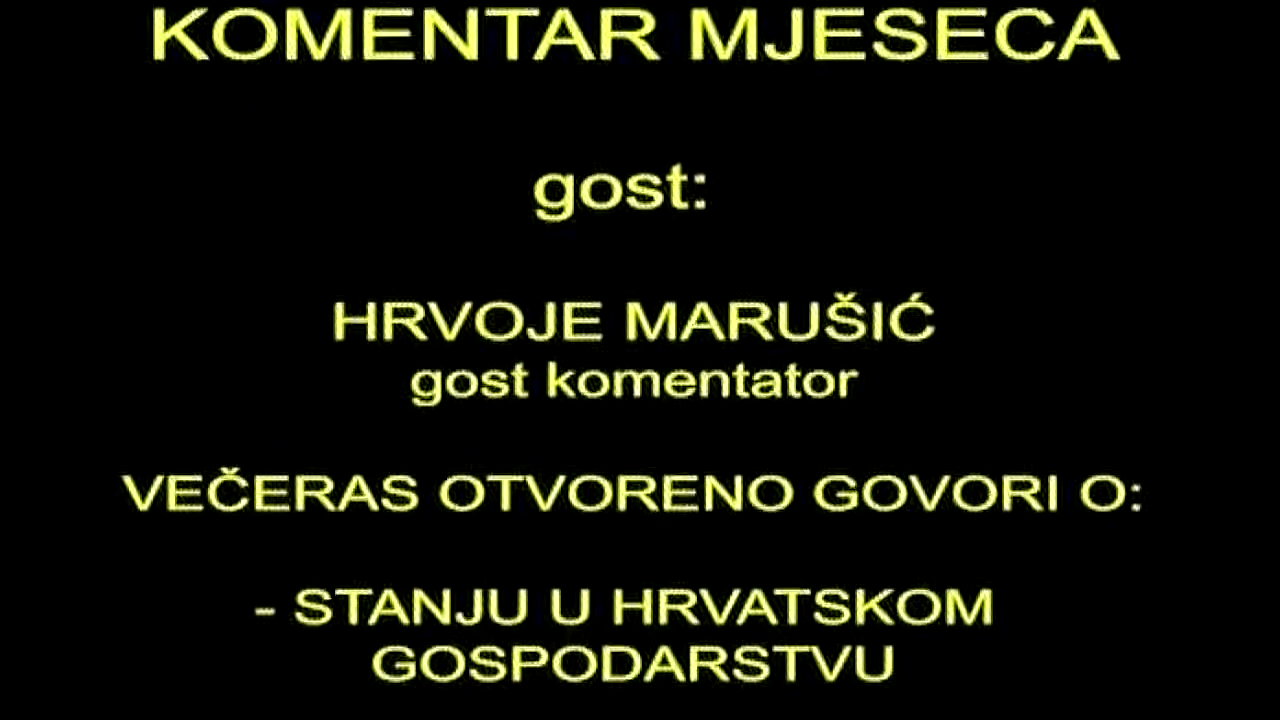 KOMENTAR MJESECA
gost:
HRVOJE MARUŠIĆ
gost komentator
VEČERAS OTVORENO GOVORI O:
- STANJU U HRVATSKOM
GOSPODARSTVU